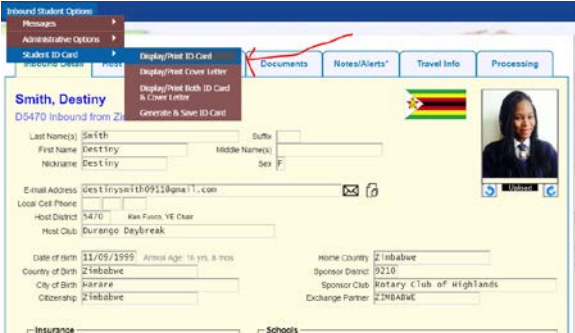 Inbound Student Options
Messages
Administrative Options
Student ID Card
Display/Print ID Card
Display/Print Cover Letter
Display/Print Both ID Card
& Cover Letter
Generate & Save ID Card
Inbound Detail Host Documents Notes/Alerts* Travel Info Processing
Smith, Destiny
D5470 Inbound from Zim
Last Name(s) Smith Suffix
First Name Destiny Middle Name(s)
Nickname Destiny Sex F
E-mail Address destinysmith0911@gmail.com
Local Cell Phone
Upload
Host District 5470 Ken Fusco, YE Chair
Host Club Durango Daybreak
Date of Birth 11/09/1999 Arrival Age: 16 yrs, 8 mos Home Country Zimbabwe
Country of Birth Zimbabwe Sponsor District 9210
City of Birth Harare Sponsor Club Rotary Club of Highlands
Citizenship Zimbabwe Exchange Partner ZIMBABWE
Insurance Schools